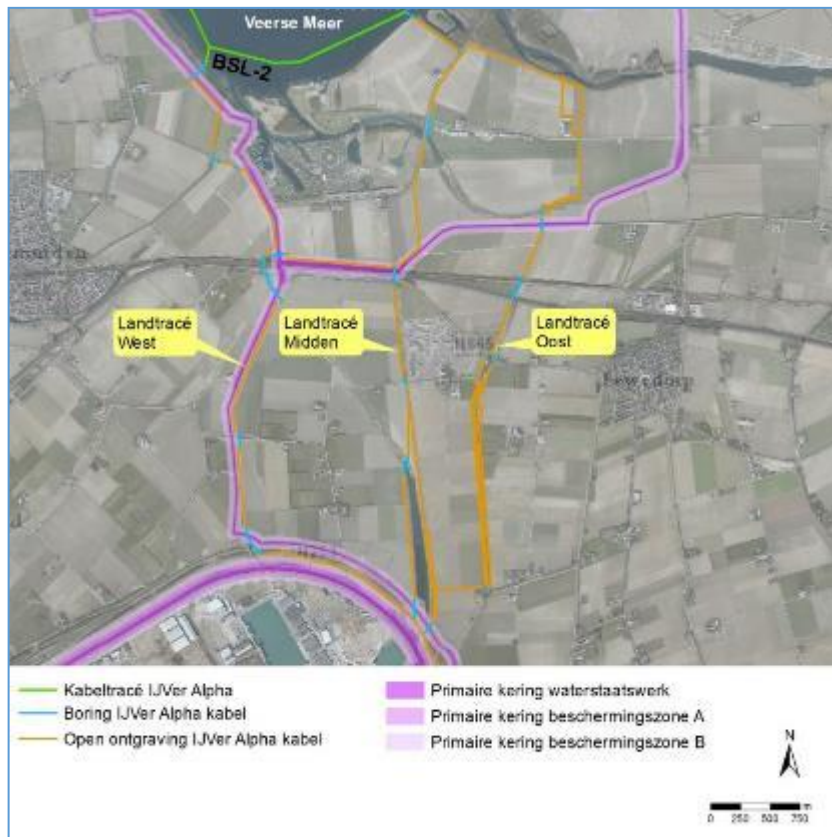 Veerse Meer
BSL-2
Landtracé
West
Landtracé
Midden
Landtracé
Oost
Kabeltracé IJVer Alpha
Boring IJVer Alpha kabel
Open ontgraving IJVer Alpha kabel
Primaire kering waterstaatswerk
Primaire kering beschermingszone A
Primaire kering beschermingszone B
N
m
0 250 500 750